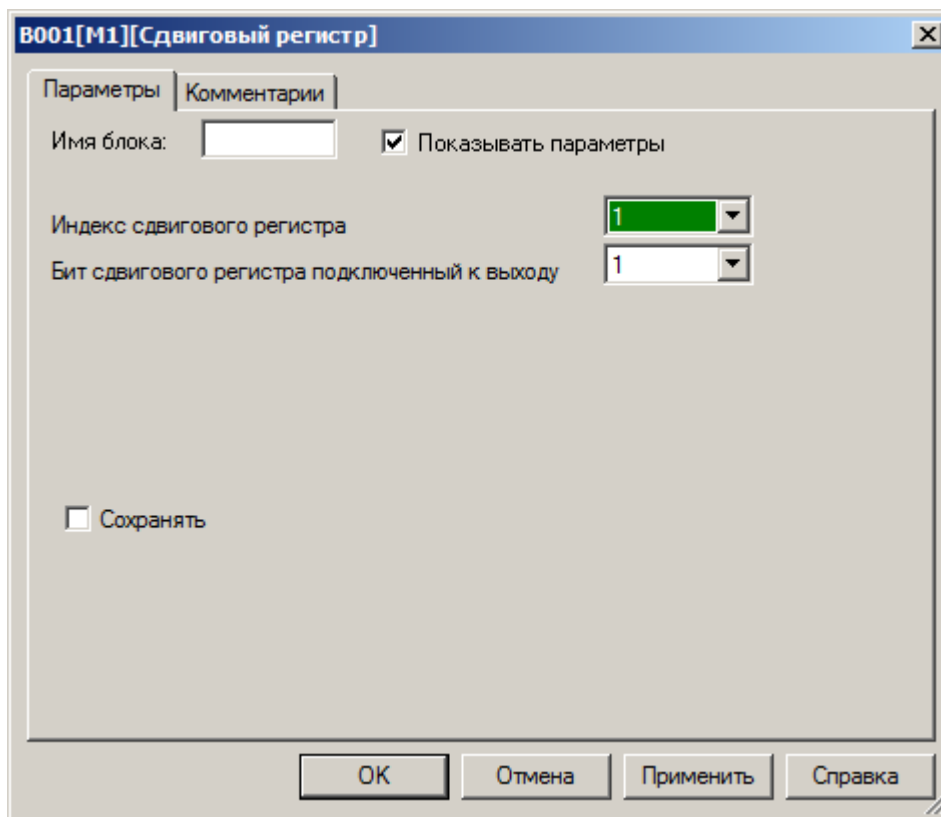 B001[M1][Сдвиговый регистр]
Параметры Комментарии
Имя блока: Показывать параметры
Индекс сдвигового регистра 1
Бит сдвигового регистра подключенный к выходу 1
Сохранять
OK Отмена Применить Справка